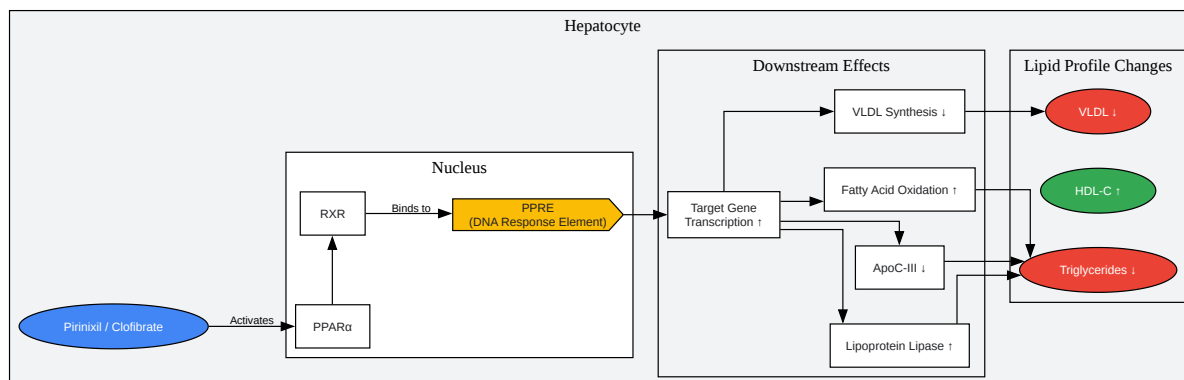 Hepatocyte
Downstream Effects
Lipid Profile Changes
VLDL Synthesis ↓
VLDL ↓
Nucleus
Fatty Acid Oxidation ↑
HDL-C ↑
RXR
Binds to
PPRE
(DNA Response Element)
Target Gene
Transcription ↑
ApoC-III ↓
Triglycerides ↓
Pirinixil / Clofibrate
Activates
PPARα
Lipoprotein Lipase ↑